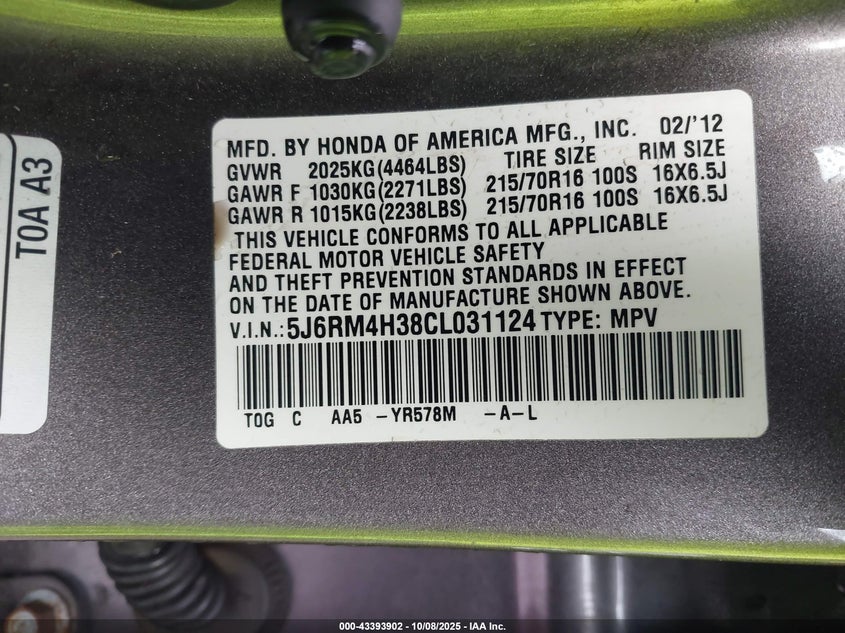 TOA A3
MFD. BY HONDA OF AMERICA MFG., INC. 02/'12
GVWR 2025KG(4464LBS) TIRE SIZE RIM SIZE
GAWR F 1030KG(2271LBS) 215/70R16 100S 16X6.5J
GAWR R 1015KG(2238LBS) 215/70R16 100S 16X6.5J
THIS VEHICLE CONFORMS TO ALL APPLICABLE
FEDERAL MOTOR VEHICLE SAFETY
AND THEFT PREVENTION STANDARDS IN EFFECT
ON THE DATE OF MANUFACTURE SHOWN ABOVE.
V.I.N.:5J6RM4H38CL031124 TYPE: MPV
TOG C AA5 -YR578M -A-L
000-43393902 - 10/08/2025 - IAA Inc.